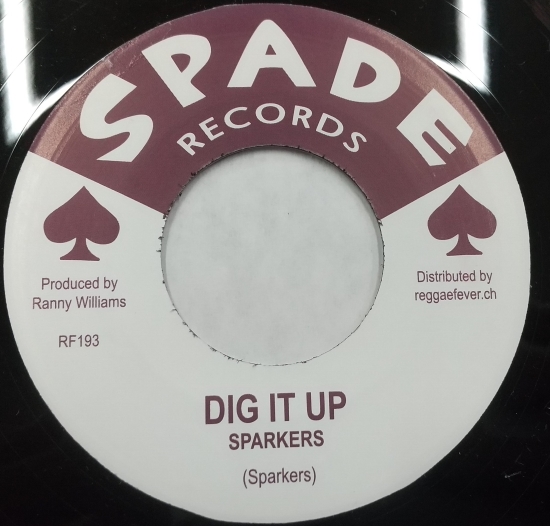 SPADE
RECORDS
Produced by
Ranny Williams
Distributed by
reggaefever.ch
RF193
DIG IT UP
SPARKERS
(Sparkers)